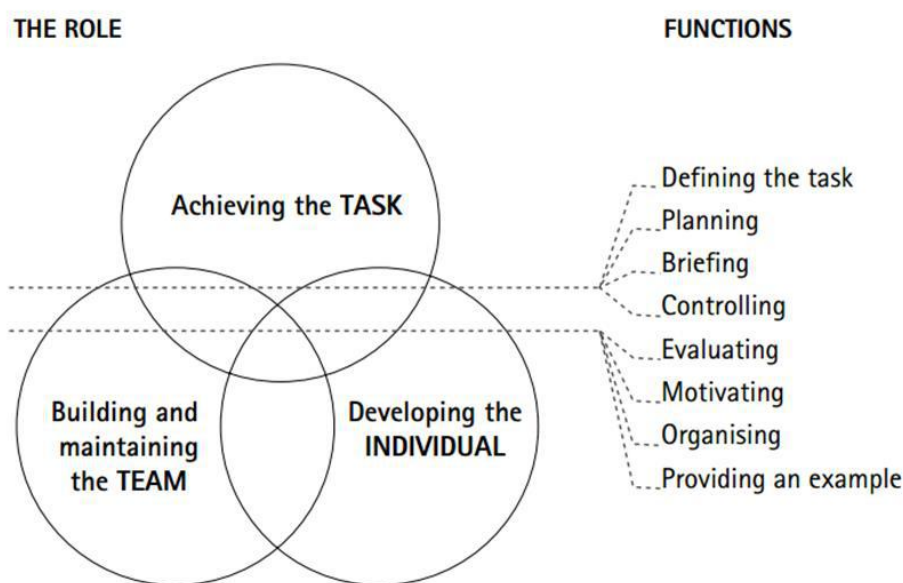 THE ROLE
FUNCTIONS
Achieving the TASK
Building and
maintaining
the TEAM
Developing the
INDIVIDUAL
Defining the task
Planning
Briefing
Controlling
Evaluating
Motivating
Organising
Providing an example